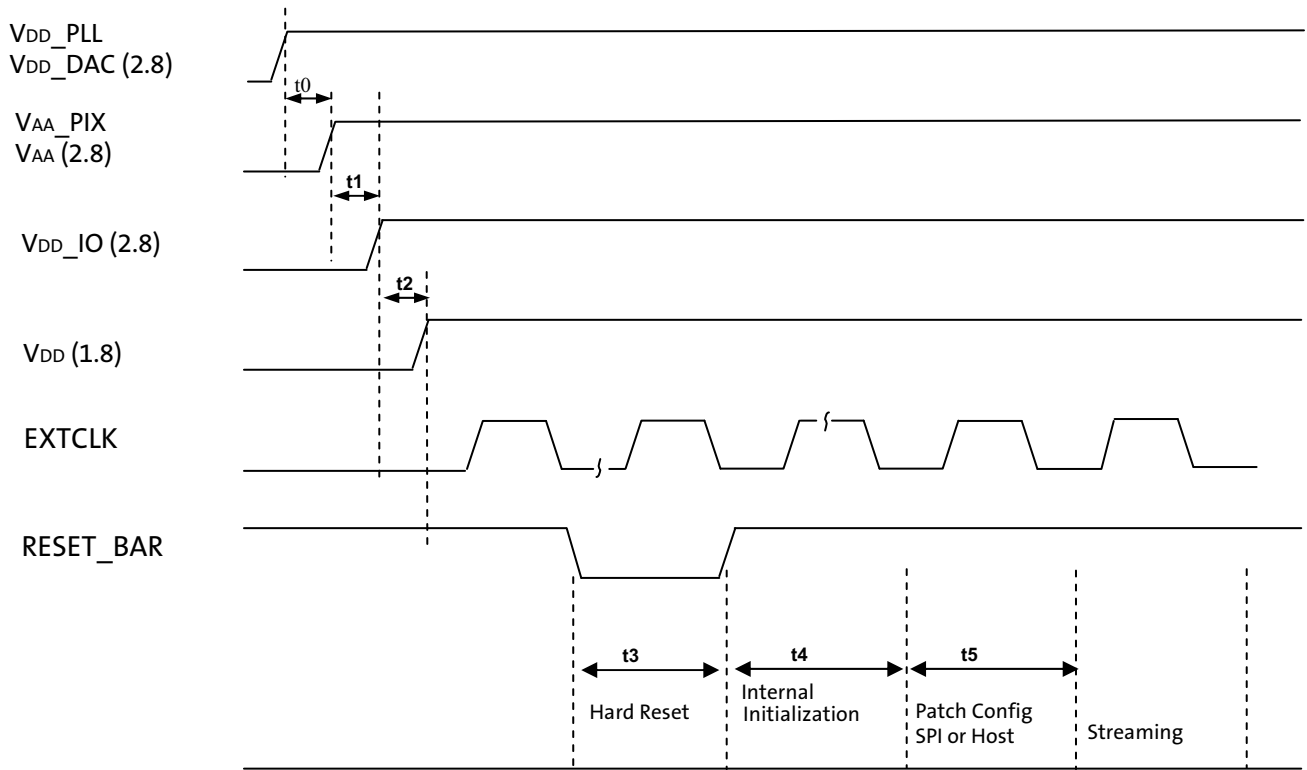 VDD_PLL
VDD_DAC (2.8)
t0
VAA_PIX
VAA (2.8)
t1
VDD_IO (2.8)
t2
VDD (1.8)
EXTCLK
RESET_BAR
t3
t4
t5
Hard Reset
Internal
Initialization
Patch Config
SPI or Host
Streaming